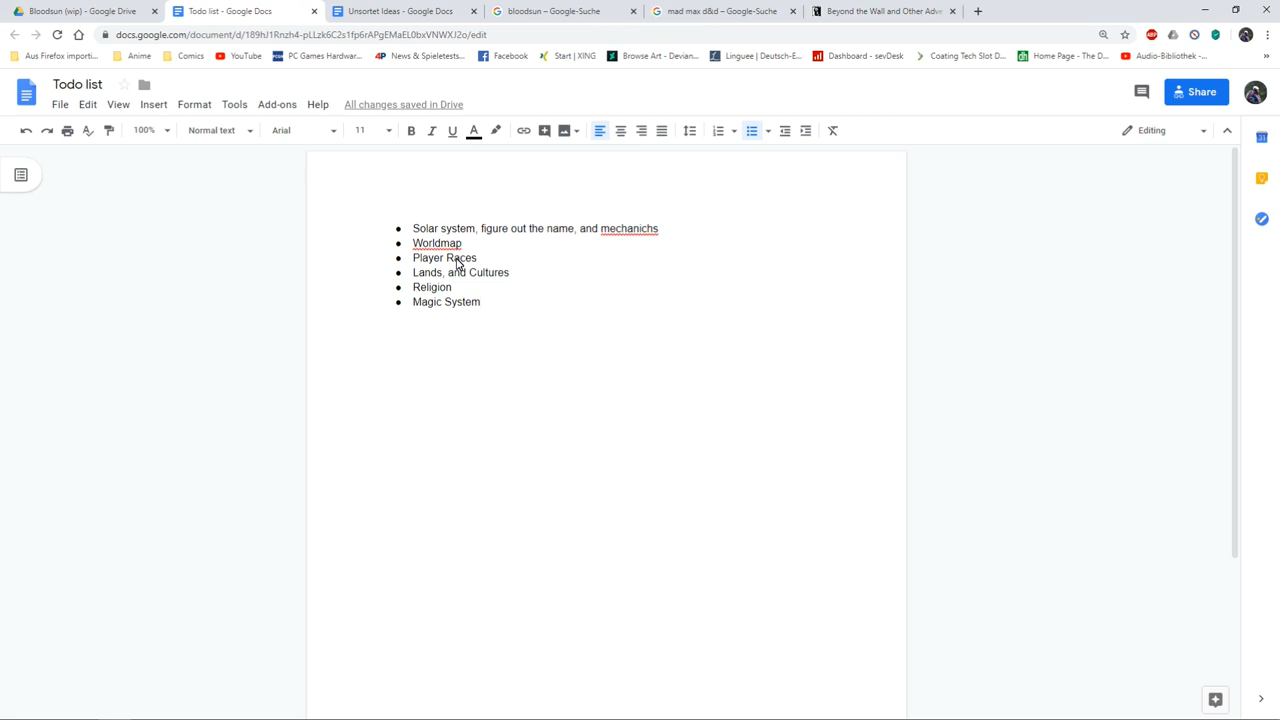 Bloodsun (wip) - Google Drive
Todo list - Google Docs
Unsortet Ideas - Google Docs
bloodsun – Google-Suche
mad max d&d – Google-Suche
Beyond the Wall and Other Adve
docs.google.com/document/d/189hJ1Rnzh4-pLLzk6C2s1fp6rAPgEMaEL0bxVNWXJ2o/edit
Aus Firefox importi...
Anime
Comics
YouTube
PC Games Hardwar...
News & Spieletests...
Facebook
Start | XING
Browse Art - Devian...
Linguee | Deutsch-E...
Dashboard - sevDesk
Coating Tech Slot D...
Home Page - The D...
Audio-Bibliothek -...
Todo list
File Edit View Insert Format Tools Add-ons Help All changes saved in Drive
Share
100% Normal text Arial 11 Editing
Solar system, figure out the name, and mechanichs
Worldmap
Player Races
Lands, and Cultures
Religion
Magic System